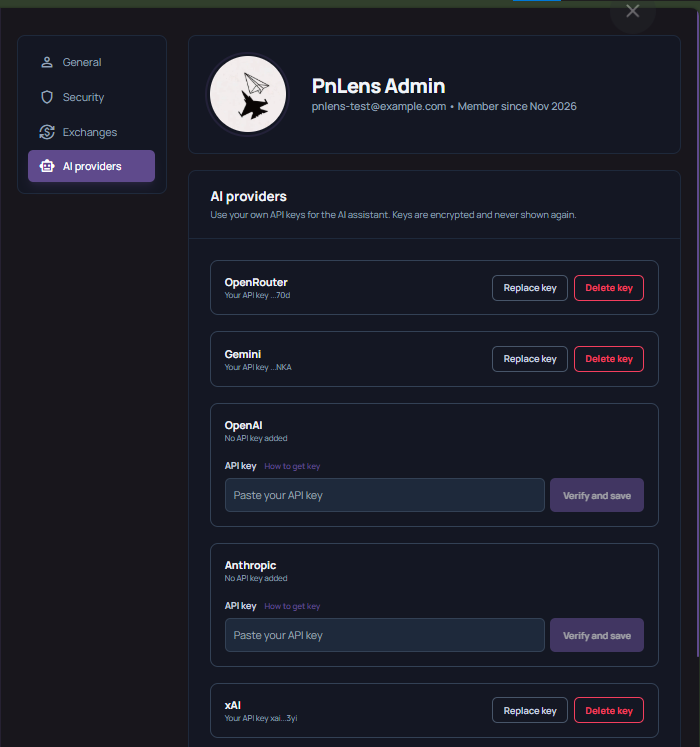 General
Security
Exchanges
AI providers
PnLens Admin
pnlens-test@example.com • Member since Nov 2026
AI providers
Use your own API keys for the AI assistant. Keys are encrypted and never shown again.
OpenRouter
Your API key ...70d
Replace key
Delete key
Gemini
Your API key ...NKA
Replace key
Delete key
OpenAI
No API key added
API key How to get key
Paste your API key
Verify and save
Anthropic
No API key added
API key How to get key
Paste your API key
Verify and save
xAI
Your API key xai...3yi
Replace key
Delete key